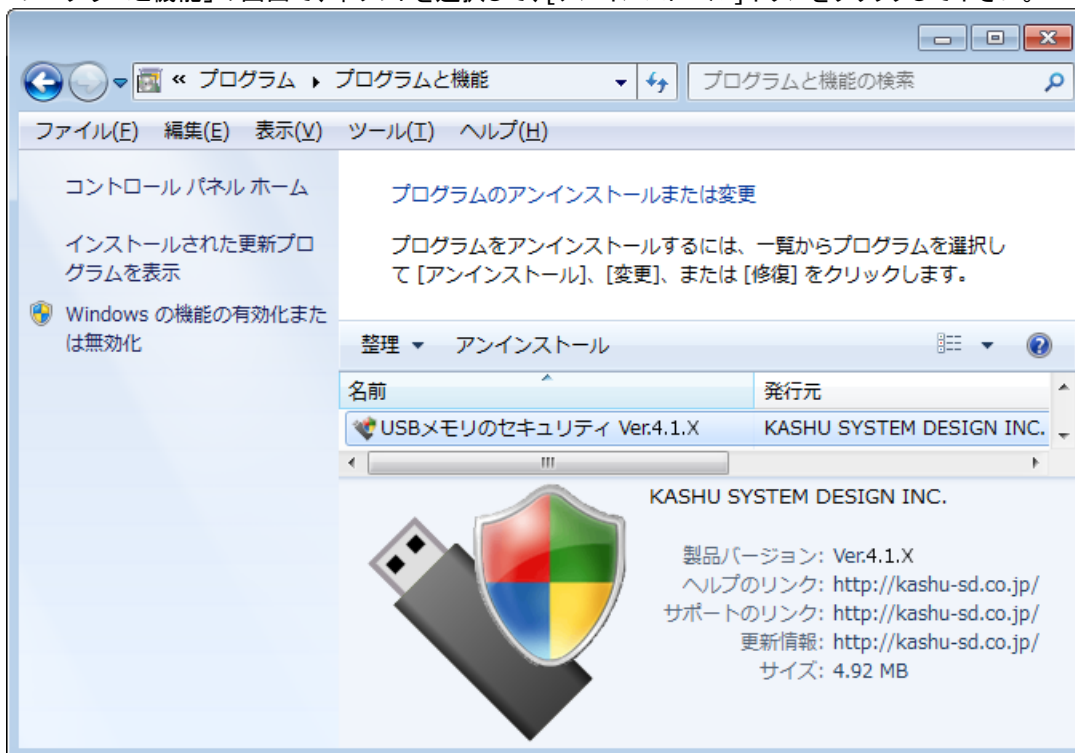 « プログラム ▸ プログラムと機能
プログラムと機能の検索
ファイル(F) 編集(E) 表示(V) ツール(T) ヘルプ(H)
コントロール パネル ホーム
インストールされた更新プロ
グラムを表示
Windows の機能の有効化また
は無効化
プログラムのアンインストールまたは変更
プログラムをアンインストールするには、一覧からプログラムを選択し
て [アンインストール]、[変更]、または [修復] をクリックします。
整理 ▼ アンインストール
名前 発行元
USBメモリのセキュリティ Ver.4.1.X KASHU SYSTEM DESIGN INC.
KASHU SYSTEM DESIGN INC.
製品バージョン: Ver.4.1.X
ヘルプのリンク: http://kashu-sd.co.jp/
サポートのリンク: http://kashu-sd.co.jp/
更新情報: http://kashu-sd.co.jp/
サイズ: 4.92 MB